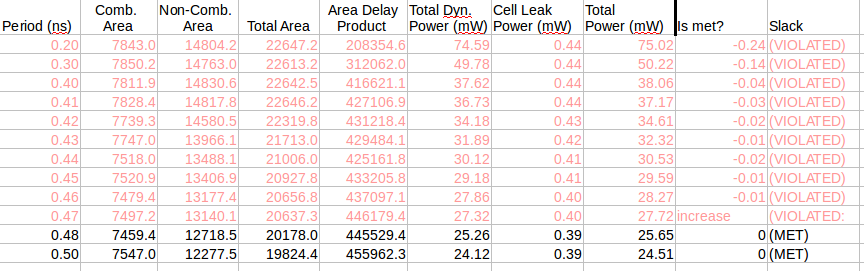 Period (ns) Comb. Area Non-Comb. Area Total Area Area Delay Product Total Dyn. Power (mW) Cell Leak Power (mW) Total Power (mW) Is met? Slack
0.20 7843.0 14804.2 22647.2 208354.6 74.59 0.44 75.02 -0.24 (VIOLATED)
0.30 7850.2 14763.0 22613.2 312062.0 49.78 0.44 50.22 -0.14 (VIOLATED)
0.40 7811.9 14830.6 22642.5 416621.1 37.62 0.44 38.06 -0.04 (VIOLATED)
0.41 7828.4 14817.8 22646.2 427106.9 36.73 0.44 37.17 -0.03 (VIOLATED)
0.42 7739.3 14580.5 22319.8 431218.4 34.18 0.43 34.61 -0.02 (VIOLATED)
0.43 7747.0 13966.1 21713.0 429484.1 31.89 0.42 32.32 -0.01 (VIOLATED)
0.44 7518.0 13488.1 21006.0 425161.8 30.12 0.41 30.53 -0.02 (VIOLATED)
0.45 7520.9 13406.9 20927.8 433205.8 29.18 0.41 29.59 -0.01 (VIOLATED)
0.46 7479.4 13177.4 20656.8 437097.1 27.86 0.40 28.27 -0.01 (VIOLATED)
0.47 7497.2 13140.1 20637.3 446179.4 27.32 0.40 27.72 increase (VIOLATED:
0.48 7459.4 12718.5 20178.0 445529.4 25.26 0.39 25.65 0 (MET)
0.50 7547.0 12277.5 19824.4 455962.3 24.12 0.39 24.51 0 (MET)